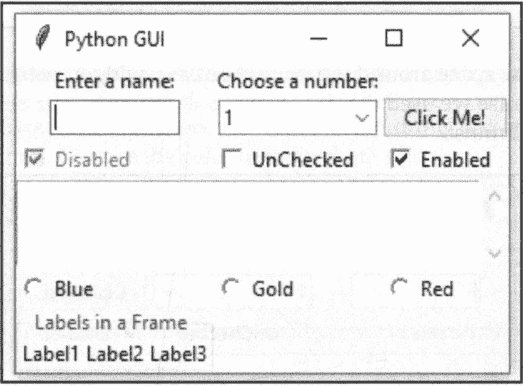 Python GUI
Enter a name: Choose a number:
1 Click Me!
Disabled UnChecked Enabled
Blue Gold Red
Labels in a Frame
Label1 Label2 Label3